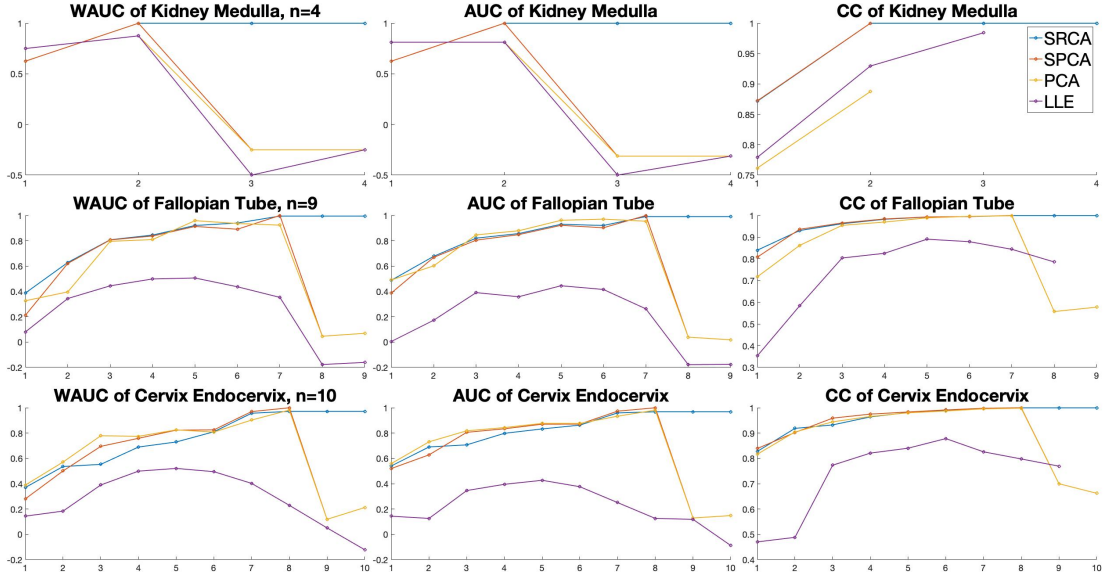 WAUC of Kidney Medulla, n=4
1
0.5
0
-0.5
1 2 3 4
AUC of Kidney Medulla
1
0.5
0
-0.5
1 2 3 4
CC of Kidney Medulla
1
0.95
0.9
0.85
0.8
0.75
1 2 3 4
SRCA
SPCA
PCA
LLE
WAUC of Fallopian Tube, n=9
1
0.8
0.6
0.4
0.2
0
-0.2
1 2 3 4 5 6 7 8 9
AUC of Fallopian Tube
1
0.8
0.6
0.4
0.2
0
-0.2
1 2 3 4 5 6 7 8 9
CC of Fallopian Tube
1
0.9
0.8
0.7
0.6
0.5
0.4
0.3
1 2 3 4 5 6 7 8 9
WAUC of Cervix Endocervix, n=10
1
0.8
0.6
0.4
0.2
0
-0.2
1 2 3 4 5 6 7 8 9 10
AUC of Cervix Endocervix
1
0.8
0.6
0.4
0.2
0
-0.2
1 2 3 4 5 6 7 8 9 10
CC of Cervix Endocervix
1
0.9
0.8
0.7
0.6
0.5
0.4
1 2 3 4 5 6 7 8 9 10